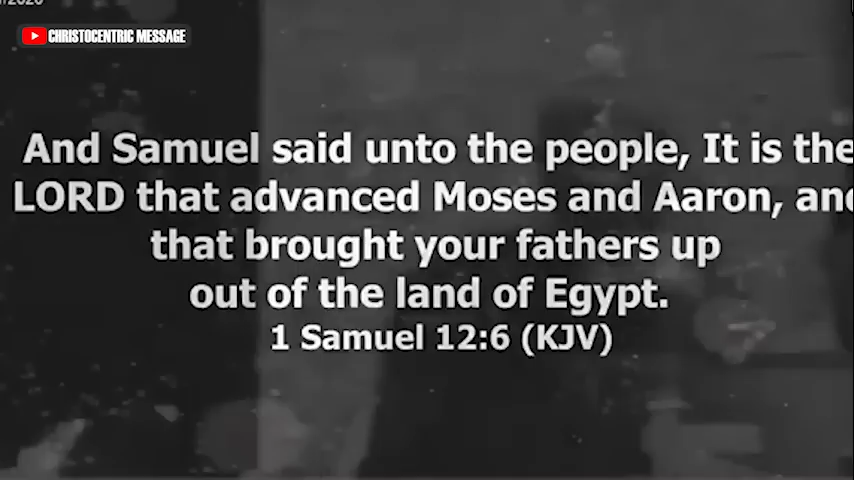 CHRISTOCENTRIC MESSAGE
And Samuel said unto the people, It is the
LORD that advanced Moses and Aaron, and
that brought your fathers up
out of the land of Egypt.
1 Samuel 12:6 (KJV)